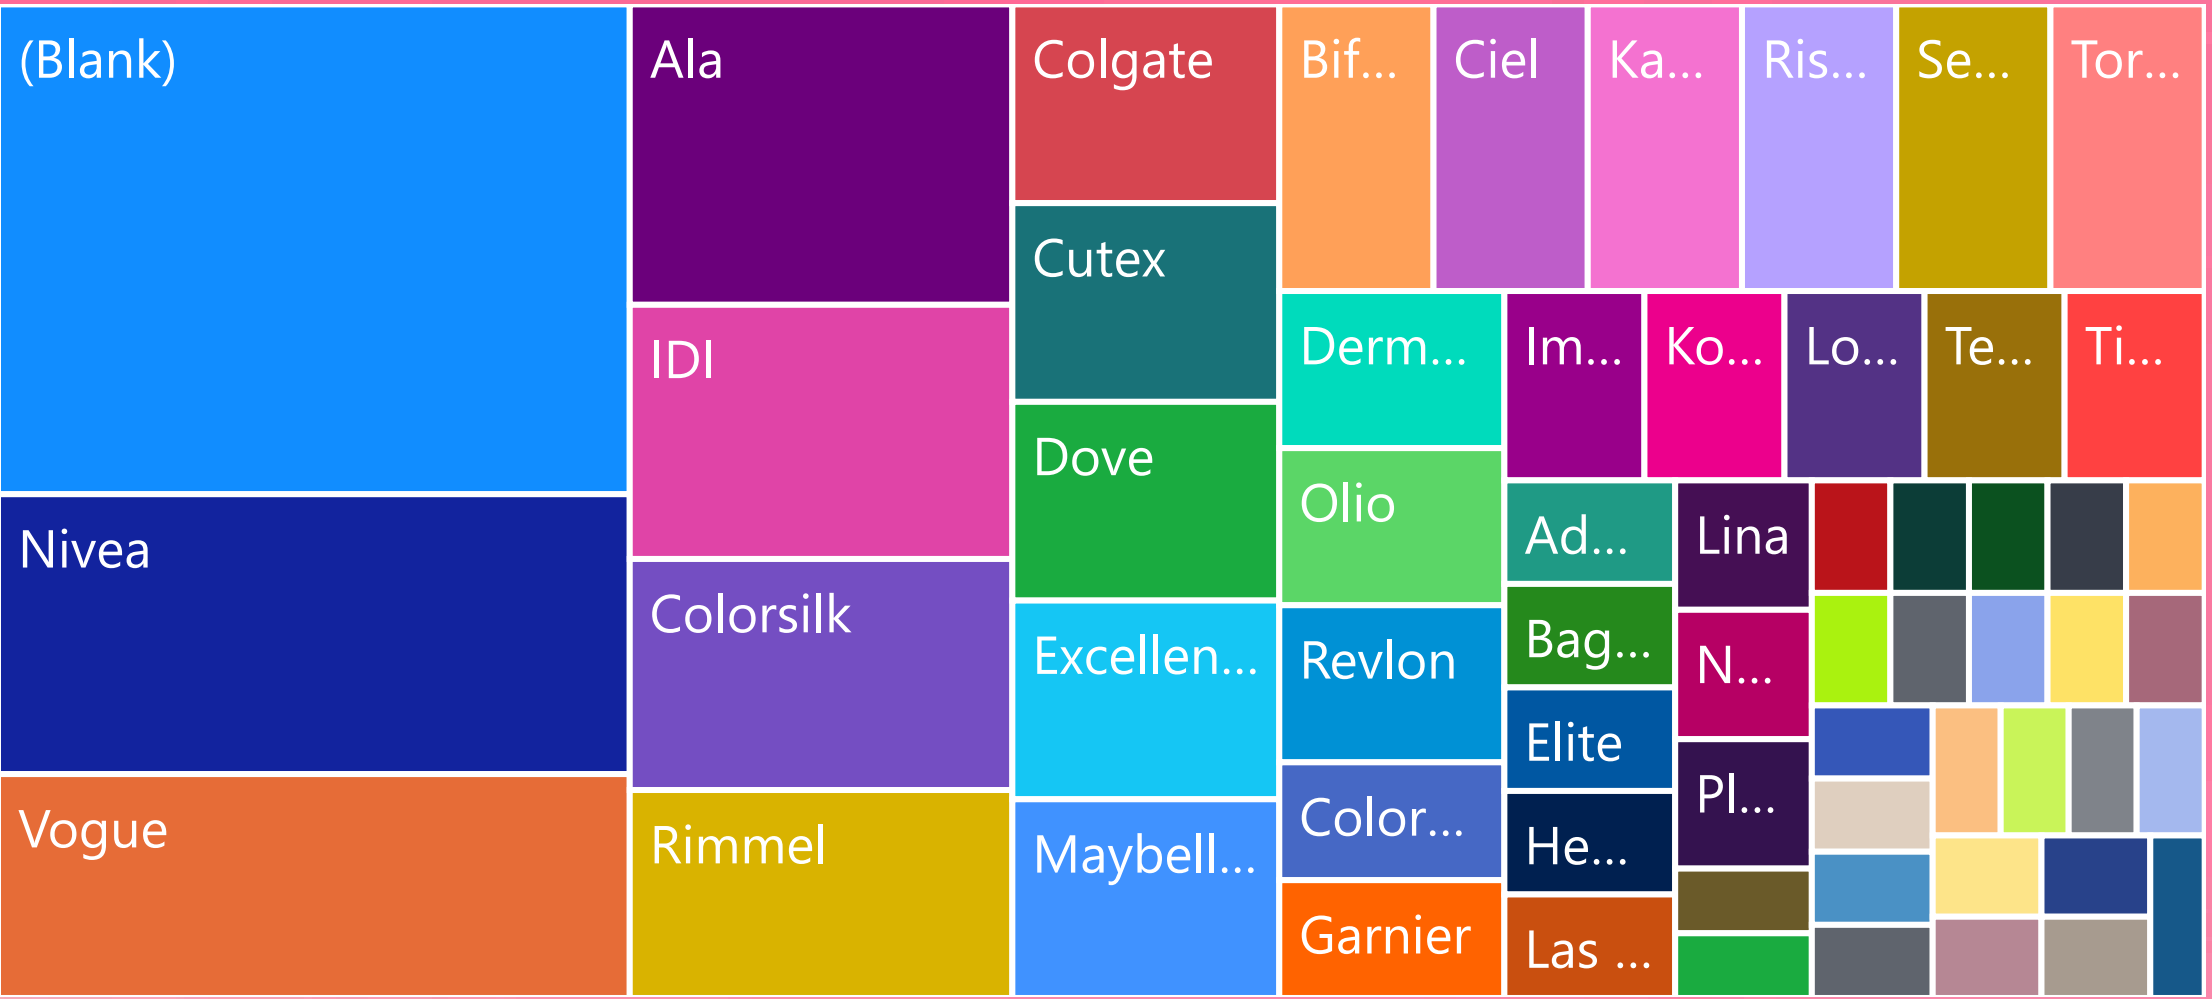 (Blank)
Nivea
Vogue
Ala
IDI
Colorsilk
Rimmel
Colgate
Cutex
Dove
Excellen...
Maybell...
Bif...
Ciel
Ka...
Ris...
Se...
Tor...
Derm...
Olio
Revlon
Color...
Garnier
Im...
Ko...
Lo...
Te...
Ti...
Ad...
Bag...
Elite
He...
Las ...
Lina
N...
Pl...